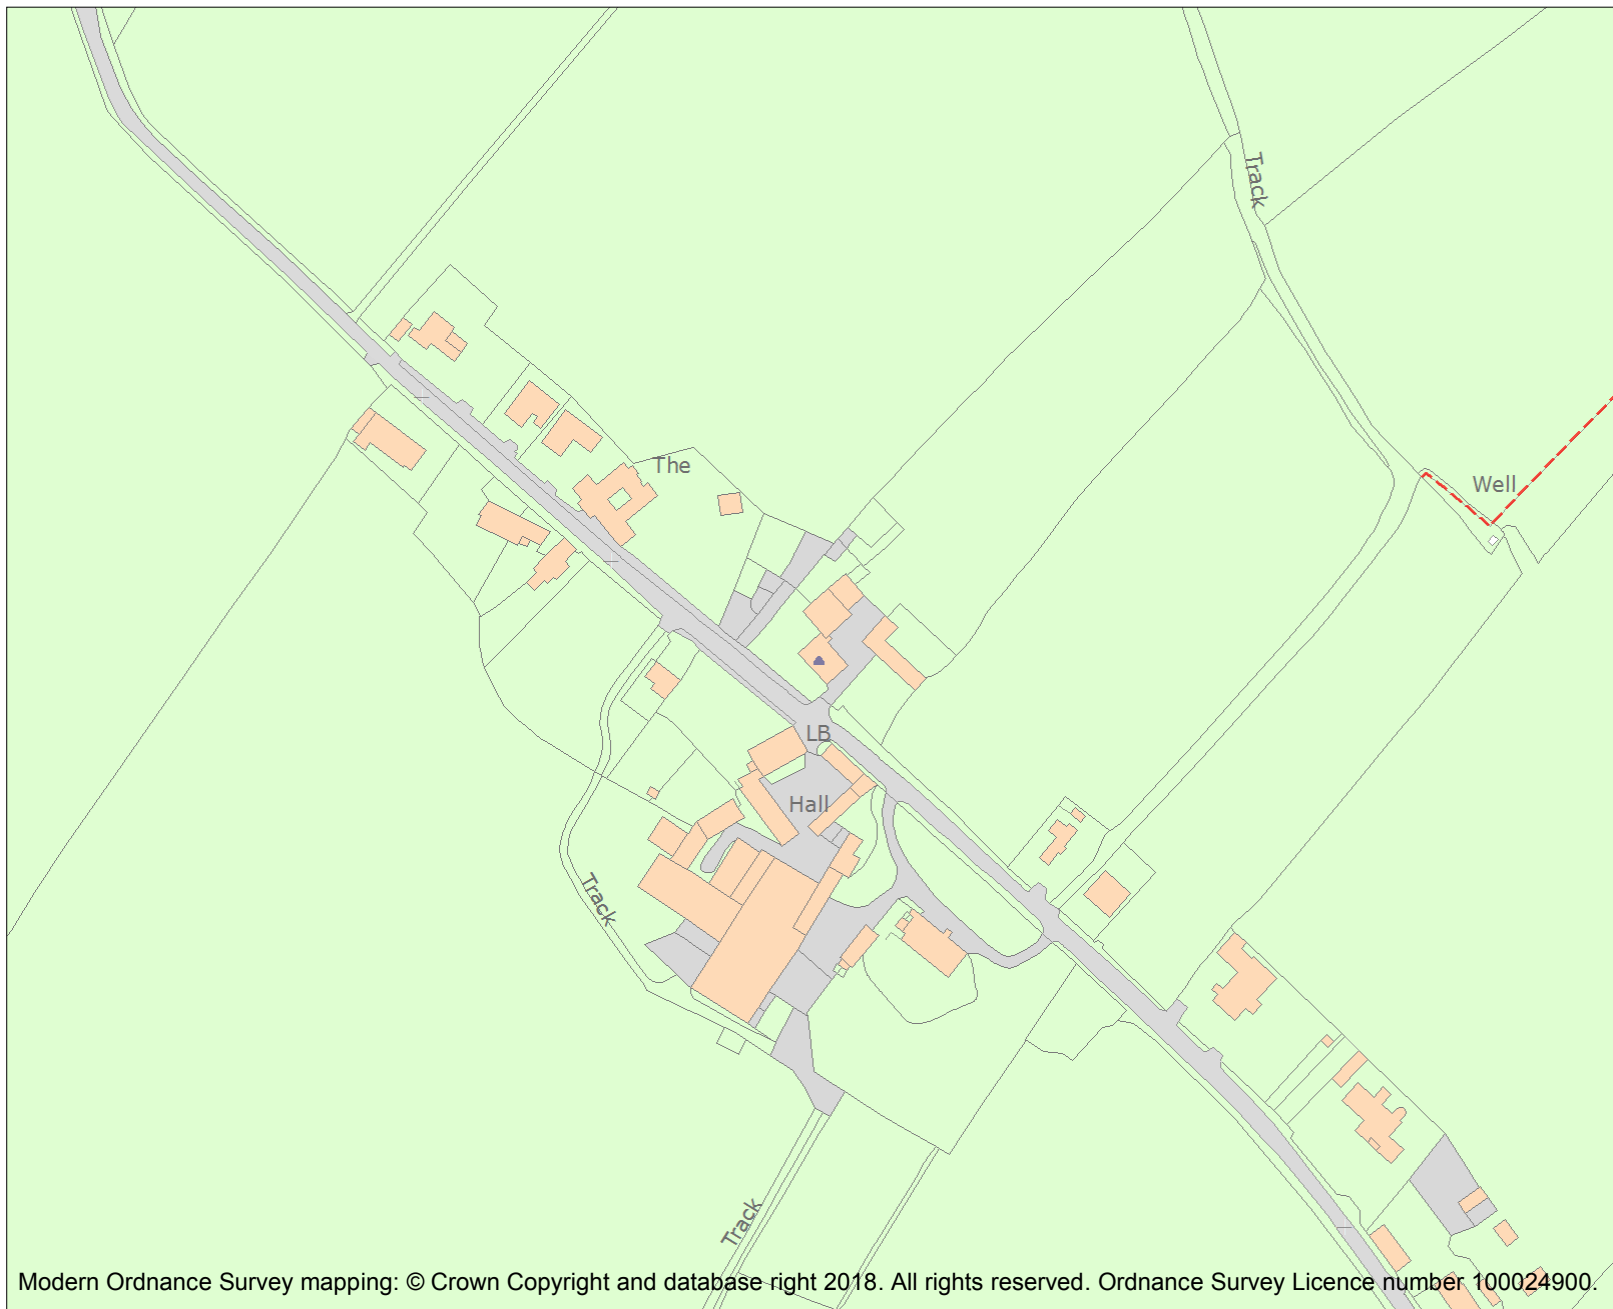 Track
The
Well
LB
Hall
Track
Track
Modern Ordnance Survey mapping: © Crown Copyright and database right 2018. All rights reserved. Ordnance Survey Licence number 100024900.